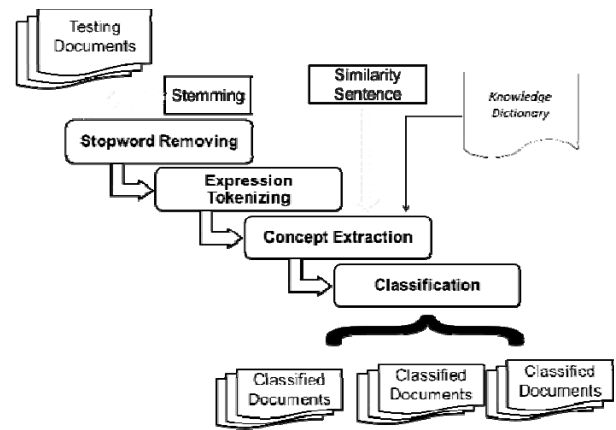 Testing
Documents
Stemming
Similarity
Sentence
Knowledge
Dictionary
Stopword Removing
Expression
Tokenizing
Concept Extraction
Classification
Classified
Documents
Classified
Documents
Classified
Documents